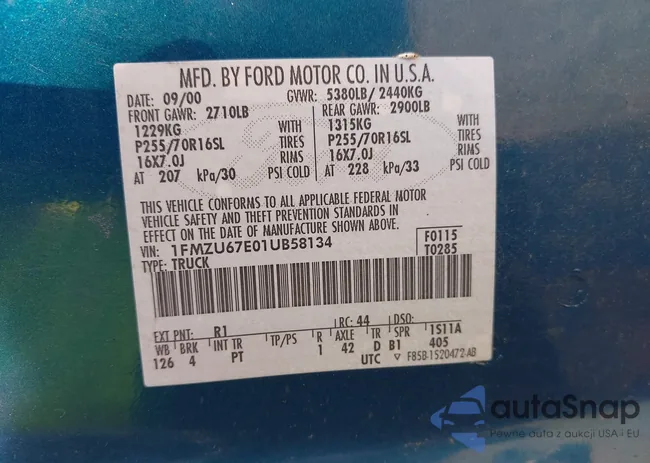 MFD. BY FORD MOTOR CO. IN U.S.A.
DATE: 09/00 GVWR: 5380LB/ 2440KG
FRONT GAWR: 2710LB REAR GAWR: 2900LB
1229KG WITH 1315KG WITH
P255/70R16SL TIRES P255/70R16SL TIRES
16X7.0J RIMS 16X7.0J RIMS
AT 207 kPa/30 PSI COLD AT 228 kPa/33 PSI COLD
THIS VEHICLE CONFORMS TO ALL APPLICABLE FEDERAL MOTOR
VEHICLE SAFETY AND THEFT PREVENTION STANDARDS IN
EFFECT ON THE DATE OF MANUFACTURE SHOWN ABOVE.
VIN: 1FMZU67E01UB58134 F0115
TYPE: TRUCK T0285
EXT PNT: R1 RC: 44 DSO:
WB BRK INT TR TP/PS R AXLE TR SPR 1S11A
126 4 PT 1 42 D B1 405
UTC F85B-1520472-AB
autoSnap
Pewne auta z aukcji USA i EU